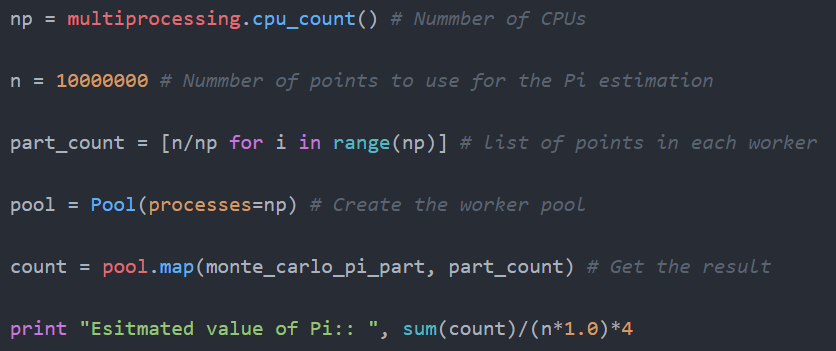 np = multiprocessing.cpu_count() # Nummber of CPUs
n = 10000000 # Nummber of points to use for the Pi estimation
part_count = [n/np for i in range(np)] # list of points in each worker
pool = Pool(processes=np) # Create the worker pool
count = pool.map(monte_carlo_pi_part, part_count) # Get the result
print "Esitmated value of Pi:: ", sum(count)/(n*1.0)*4